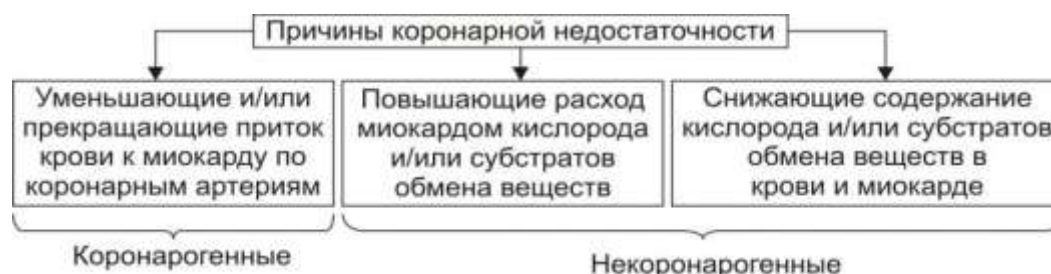 Причины коронарной недостаточности
Уменьшающие и/или
прекращающие приток
крови к миокарду по
коронарным артериям
Повышающие расход
миокардом кислорода
и/или субстратов
обмена веществ
Снижающие содержание
кислорода и/или субстратов
обмена веществ в
крови и миокарде
Коронарогенные
Некоронарогенные